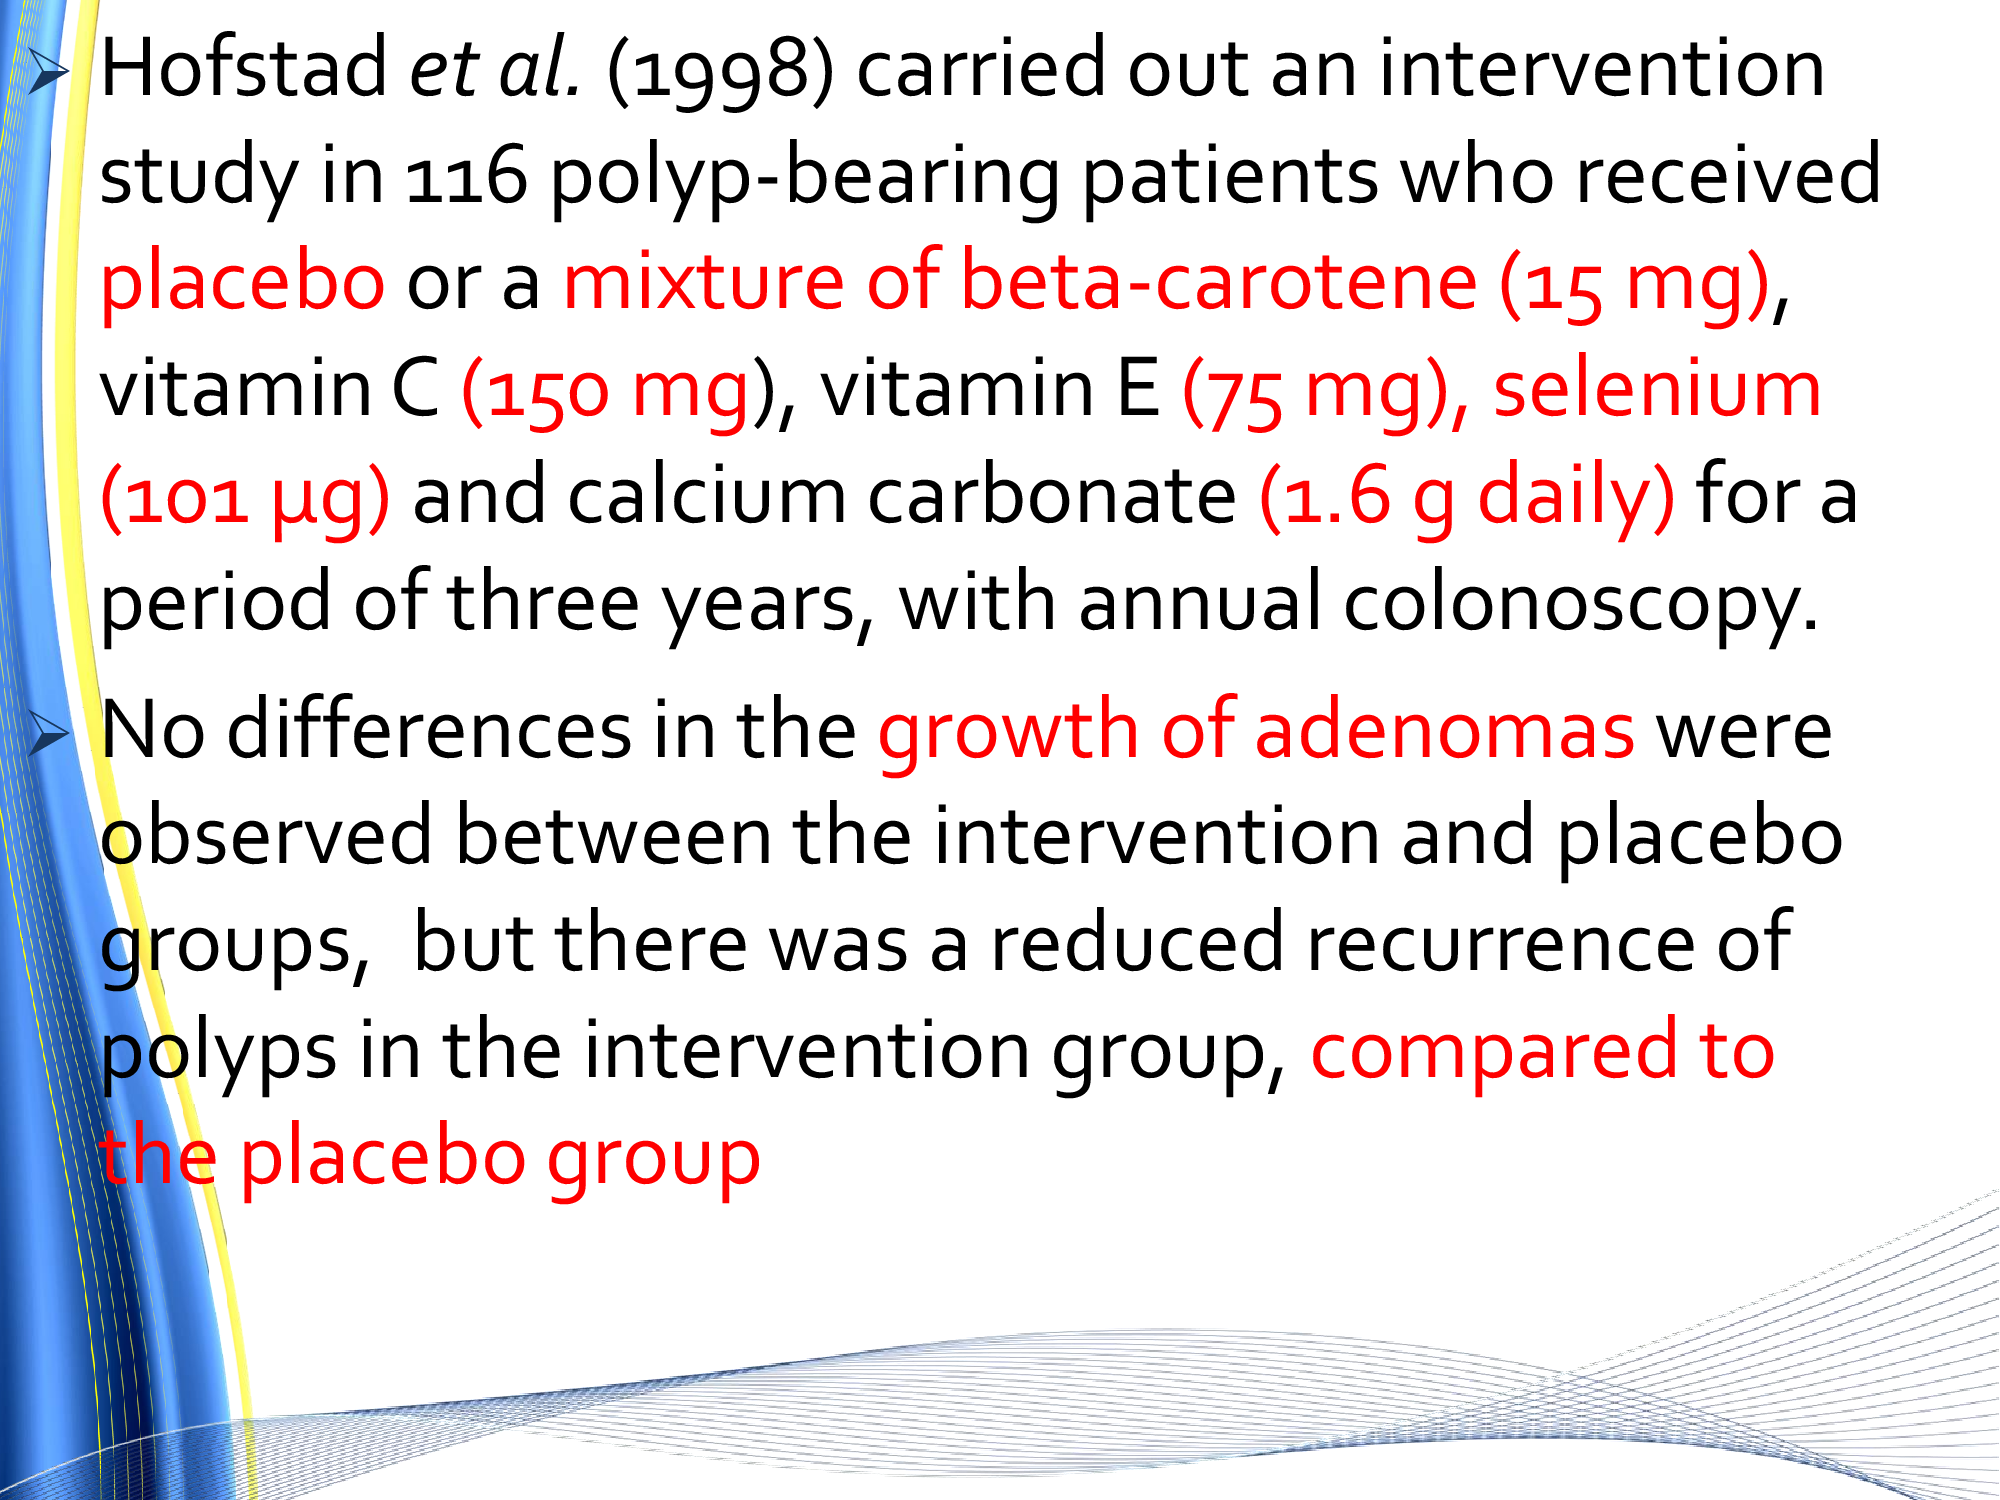 Hofstad et al. (1998) carried out an intervention
study in 116 polyp-bearing patients who received
placebo or a mixture of beta-carotene (15 mg),
vitamin C (150 mg), vitamin E (75 mg), selenium
(101 µg) and calcium carbonate (1.6 g daily) for a
period of three years, with annual colonoscopy.
No differences in the growth of adenomas were
observed between the intervention and placebo
groups,  but there was a reduced recurrence of
polyps in the intervention group, compared to
the placebo group